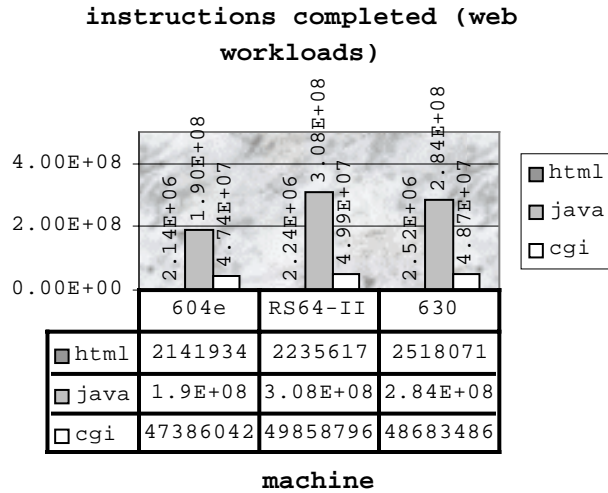 instructions completed (web
workloads)
4.00E+08
2.00E+08
0.00E+00
2.14E+06
1.90E+08
4.74E+07
2.24E+06
3.08E+08
4.99E+07
2.52E+06
2.84E+08
4.87E+07
html
java
cgi
604e RS64-II 630
html 2141934 2235617 2518071
java 1.9E+08 3.08E+08 2.84E+08
cgi 47386042 49858796 48683486
machine